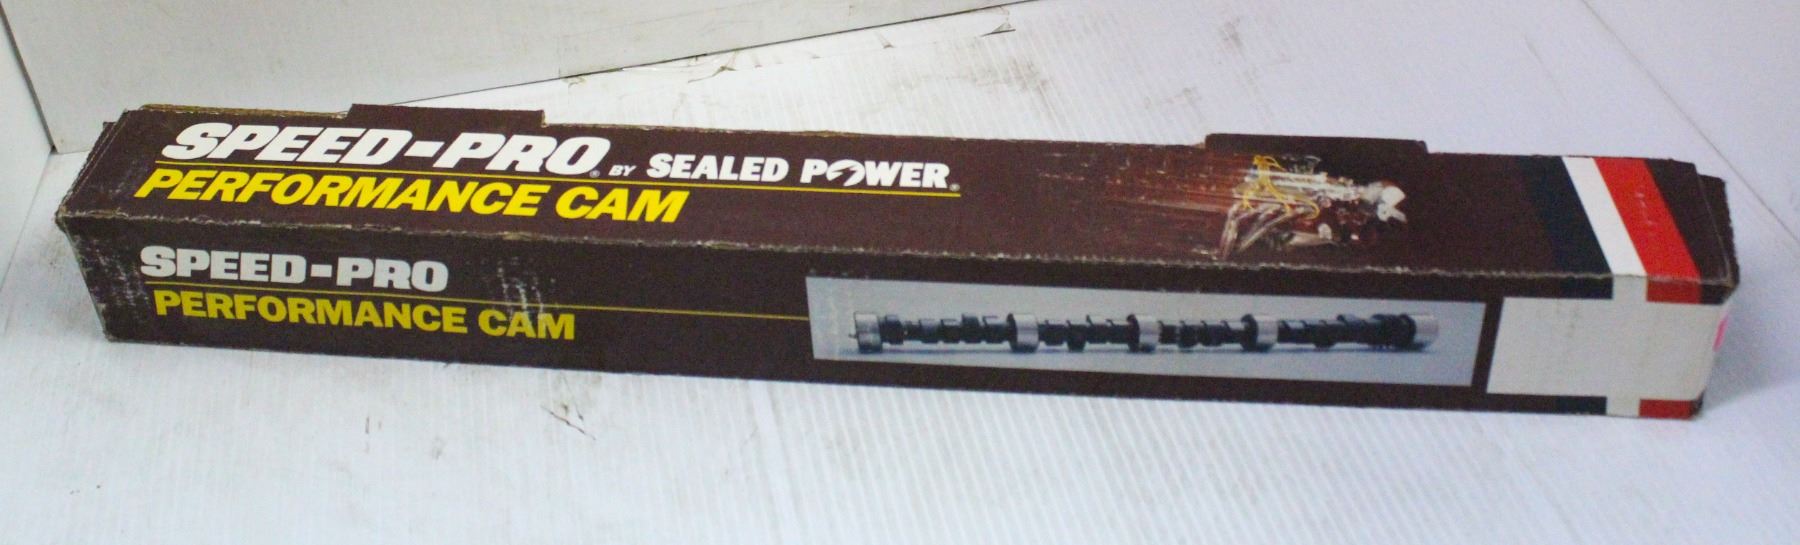 SPEED-PRO® BY SEALED POWER®
PERFORMANCE CAM
SPEED-PRO
PERFORMANCE CAM